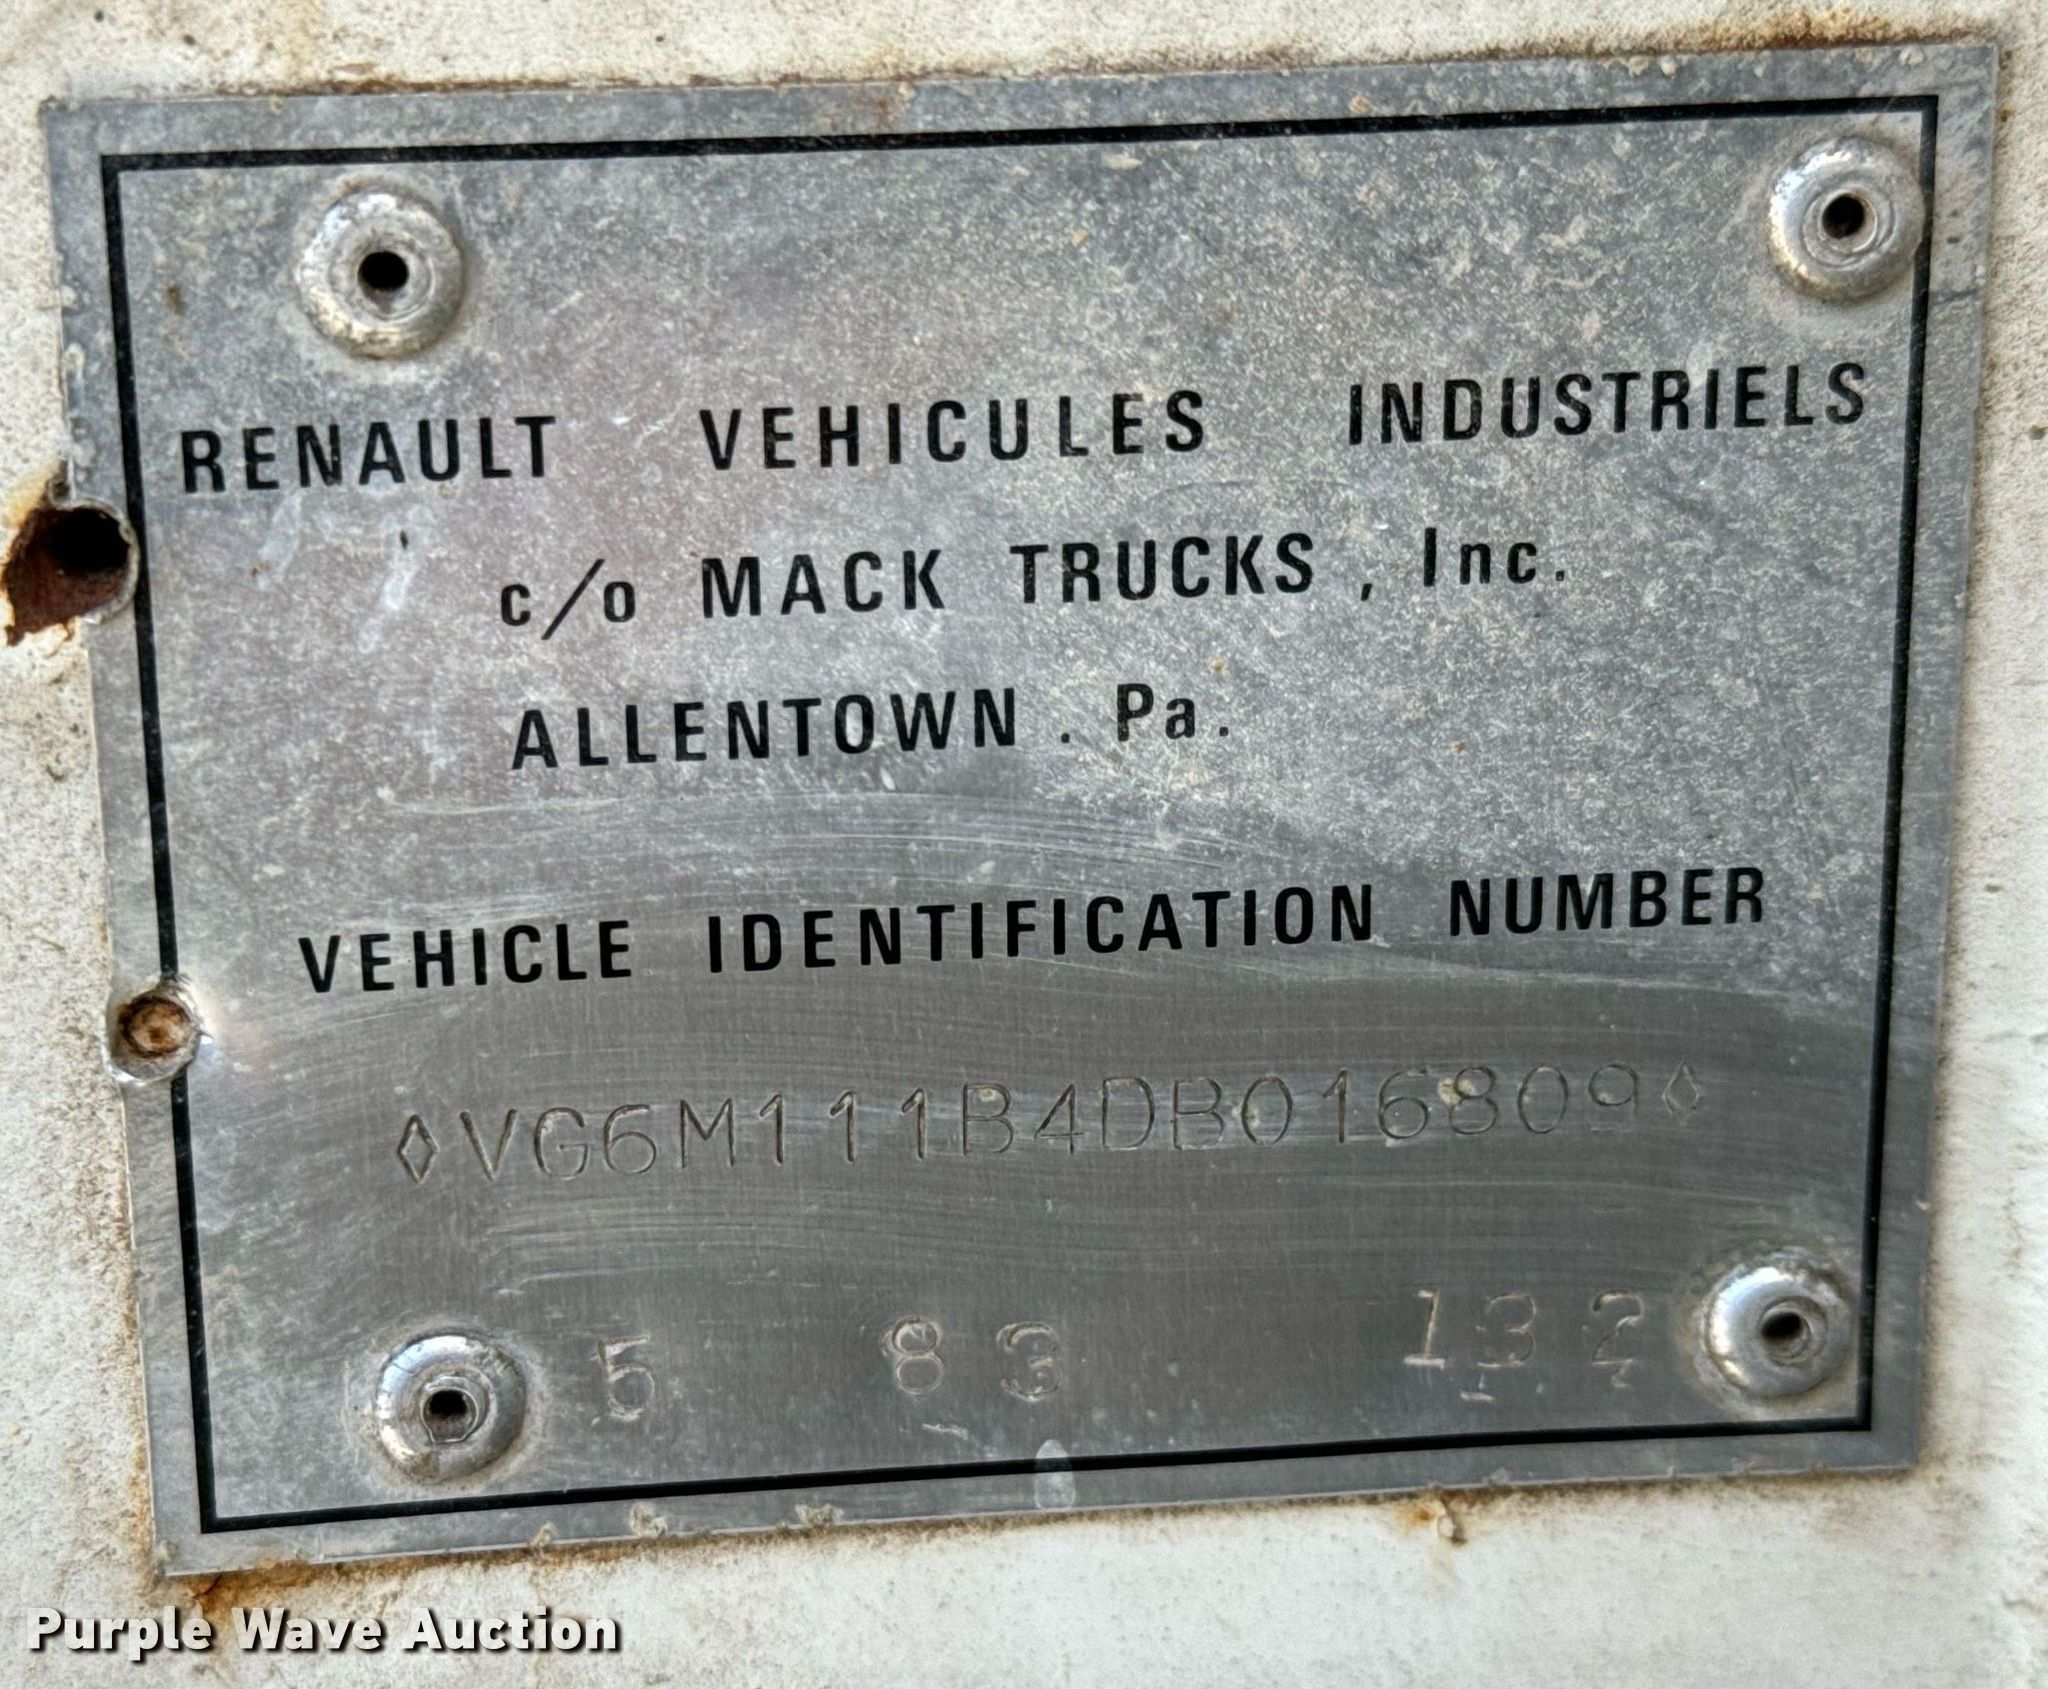 RENAULT VEHICULES INDUSTRIELS
c/o MACK TRUCKS, Inc.
ALLENTOWN. Pa.
VEHICLE IDENTIFICATION NUMBER
◊VG6M111B4DB016809◊
5 83 132
Purple Wave Auction